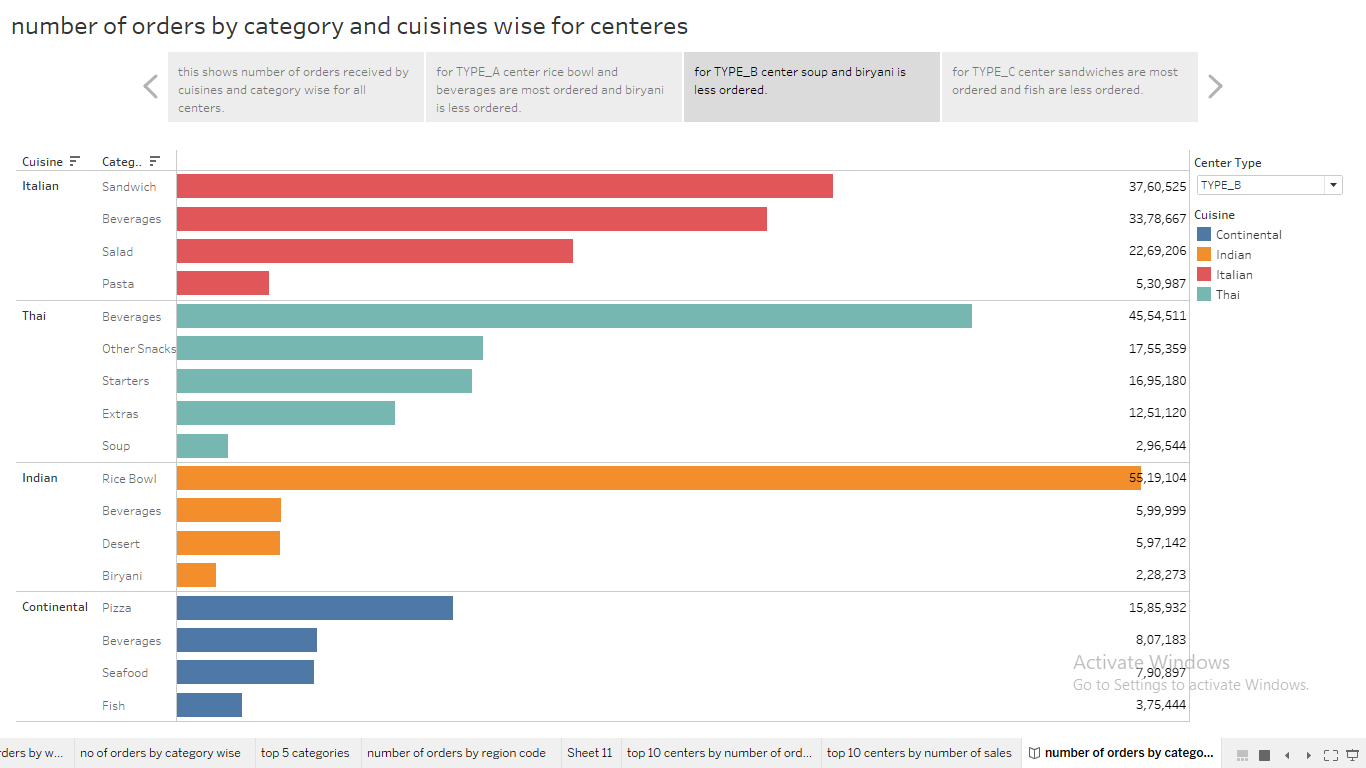 number of orders by category and cuisines wise for centeres
this shows number of orders received by
cuisines and category wise for all
centers.
for TYPE_A center rice bowl and
beverages are most ordered and biryani
is less ordered.
for TYPE_B center soup and biryani is
less ordered.
for TYPE_C center sandwiches are most
ordered and fish are less ordered.
Cuisine Categ..
Italian Sandwich 37,60,525
Beverages 33,78,667
Salad 22,69,206
Pasta 5,30,987
Thai Beverages 45,54,511
Other Snacks 17,55,359
Starters 16,95,180
Extras 12,51,120
Soup 2,96,544
Indian Rice Bowl 55,19,104
Beverages 5,99,999
Desert 5,97,142
Biryani 2,28,273
Continental Pizza 15,85,932
Beverages 8,07,183
Seafood 7,90,897
Fish 3,75,444
Center Type
TYPE_B
Cuisine
Continental
Indian
Italian
Thai
Activate Windows
Go to Settings to activate Windows.
rders by w... no of orders by category wise top 5 categories number of orders by region code Sheet 11 top 10 centers by number of ord... top 10 centers by number of sales number of orders by catego...